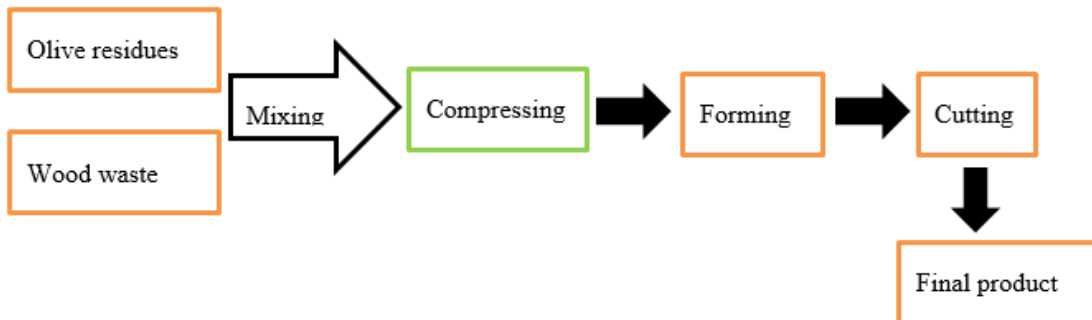 Olive residues
Wood waste
Mixing
Compressing
Forming
Cutting
Final product